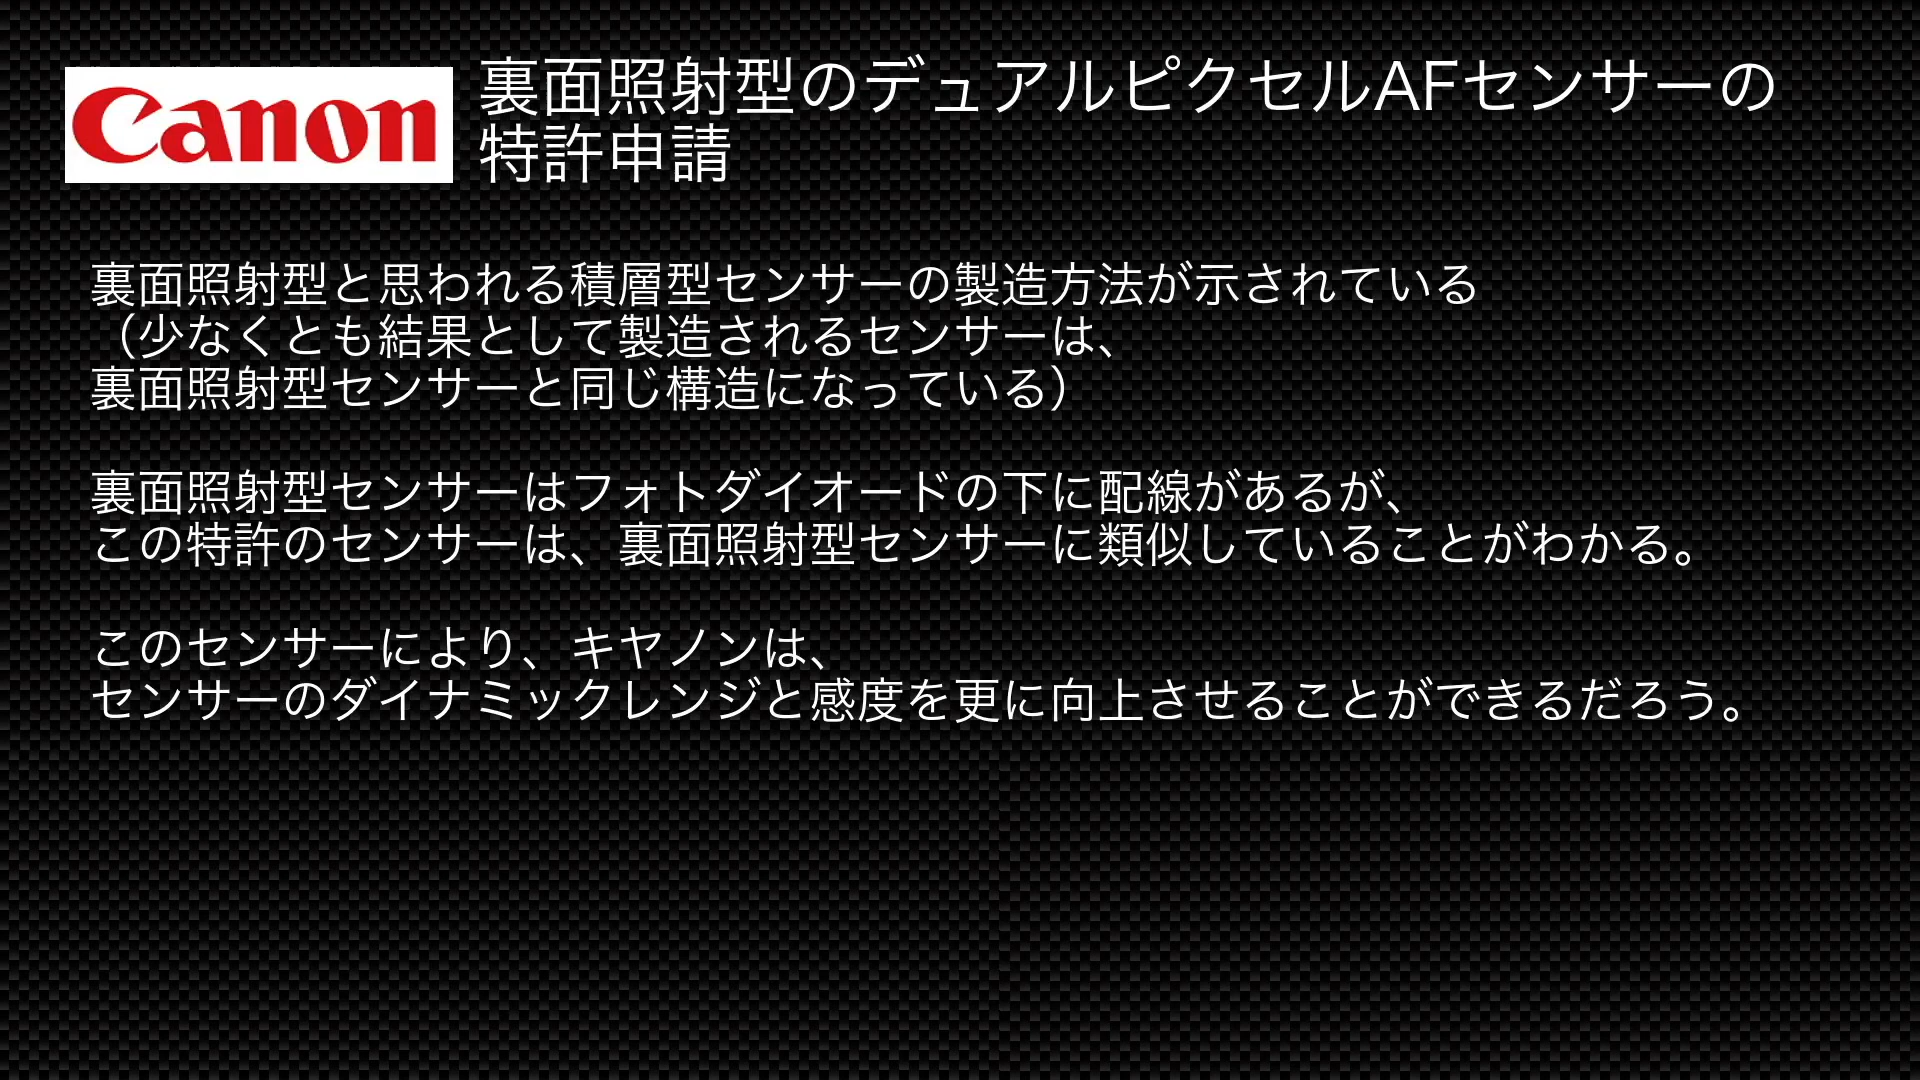 Canon
裏面照射型のデュアルピクセルAFセンサーの
特許申請
裏面照射型と思われる積層型センサーの製造方法が示されている
（少なくとも結果として製造されるセンサーは、
裏面照射型センサーと同じ構造になっている）
裏面照射型センサーはフォトダイオードの下に配線があるが、
この特許のセンサーは、裏面照射型センサーに類似していることがわかる。
このセンサーにより、キヤノンは、
センサーのダイナミックレンジと感度を更に向上させることができるだろう。